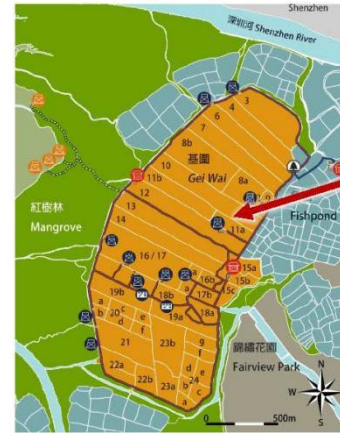 Shenzhen
深圳河 Shenzhen River
3
4
6
7
8b
基圍
Gei Wai
10
11b
8a
12
9
紅樹林
Mangrove
13
14
11a
Fishpond
16/17
15a
16b
a
15b
15c
19b
18b
a
17b
a
b
20
c
d
e
f
19a
18a
21
23b
錦繡花園
Fairview Park
g
f
e
d
22a
22b
23a
b
24
c
a
N
W
E
S
0
500m